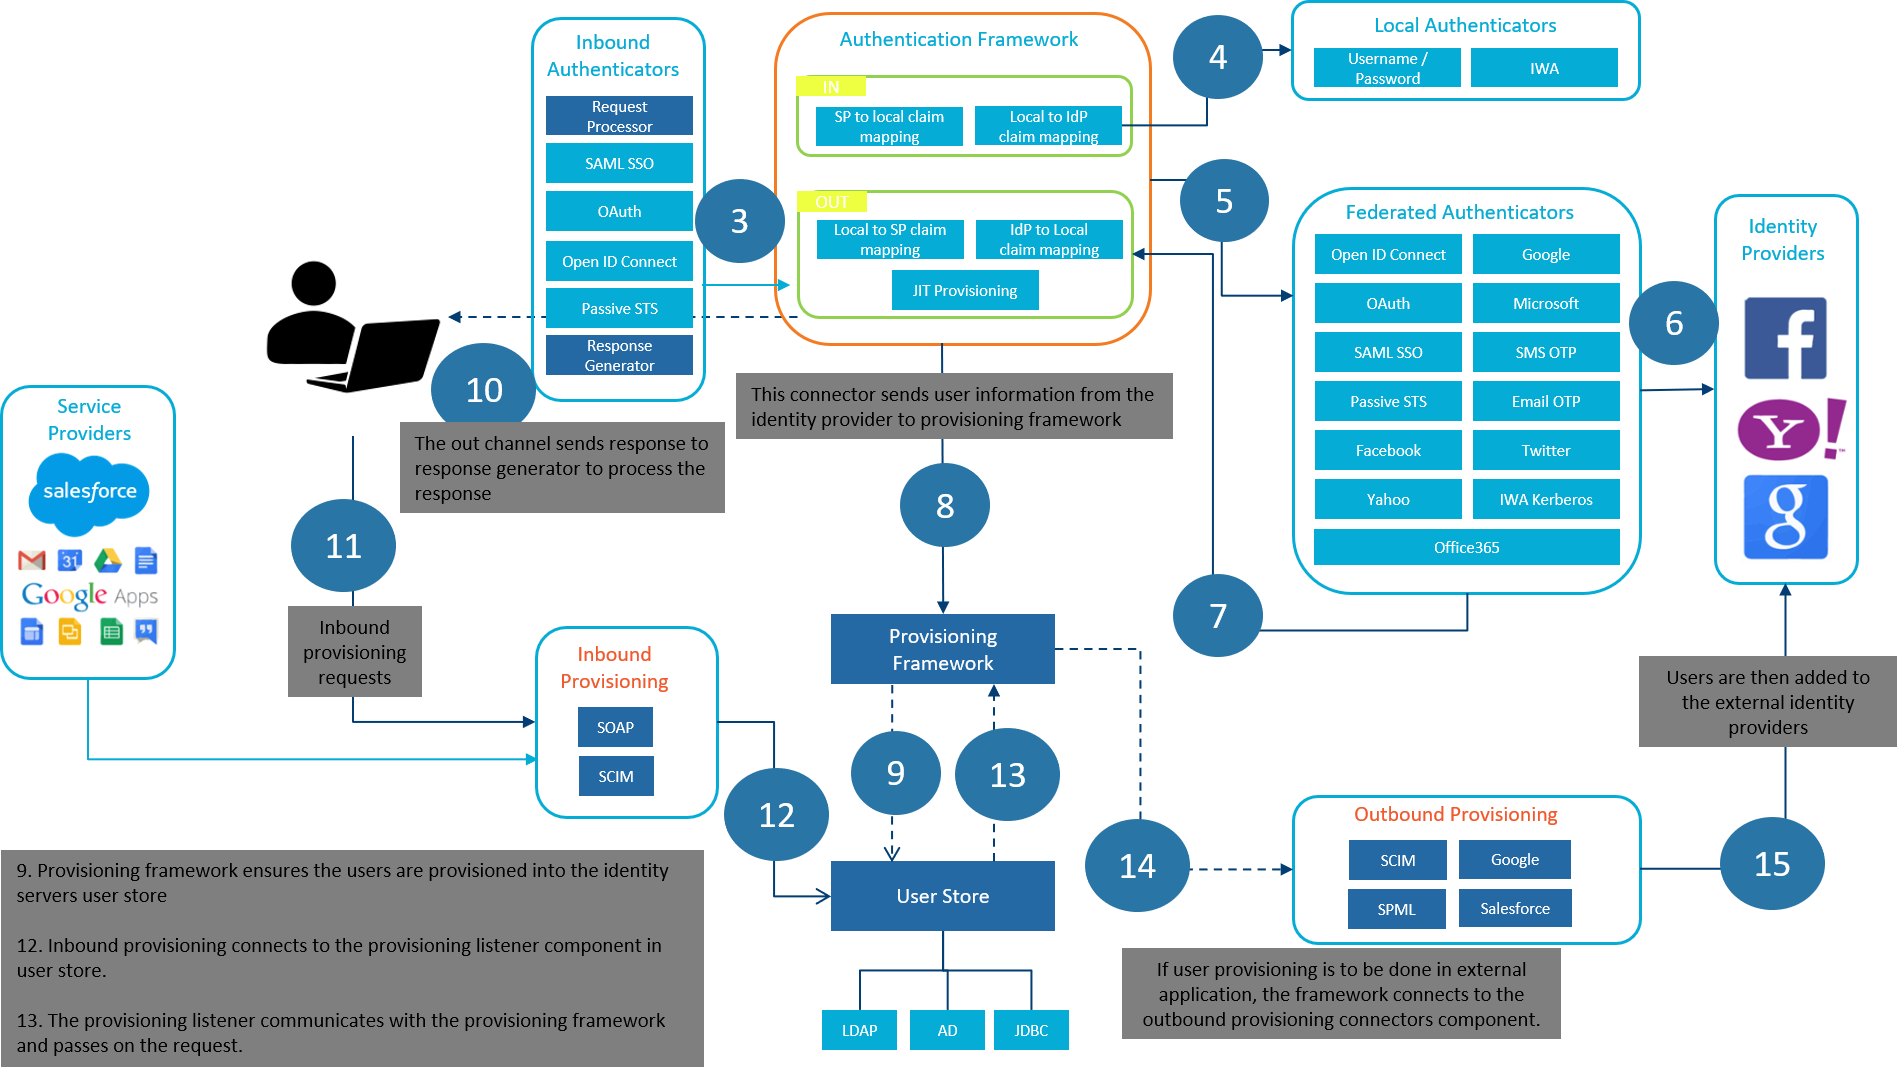 Inbound
Authenticators
Request
Processor
SAML SSO
OAuth
Open ID Connect
Passive STS
Response
Generator
3
Authentication Framework
IN
SP to local claim
mapping
Local to IdP
claim mapping
OUT
Local to SP claim
mapping
IdP to Local
claim mapping
JIT Provisioning
4
Local Authenticators
Username /
Password
IWA
5
Federated Authenticators
Open ID Connect
Google
OAuth
Microsoft
SAML SSO
SMS OTP
Passive STS
Email OTP
Facebook
Twitter
Yahoo
IWA Kerberos
Office365
6
Identity
Providers
f
Y!
g
7
10
The out channel sends response to
response generator to process the
response
This connector sends user information from the
identity provider to provisioning framework
8
Service
Providers
salesforce
31
Google Apps
11
Inbound
provisioning
requests
Inbound
Provisioning
SOAP
SCIM
12
Provisioning
Framework
9
13
User Store
LDAP
AD
JDBC
14
Outbound Provisioning
SCIM
Google
SPML
Salesforce
15
Users are then added to
the external identity
providers
If user provisioning is to be done in external
application, the framework connects to the
outbound provisioning connectors component.
9. Provisioning framework ensures the users are provisioned into the identity
servers user store
12. Inbound provisioning connects to the provisioning listener component in
user store.
13. The provisioning listener communicates with the provisioning framework
and passes on the request.